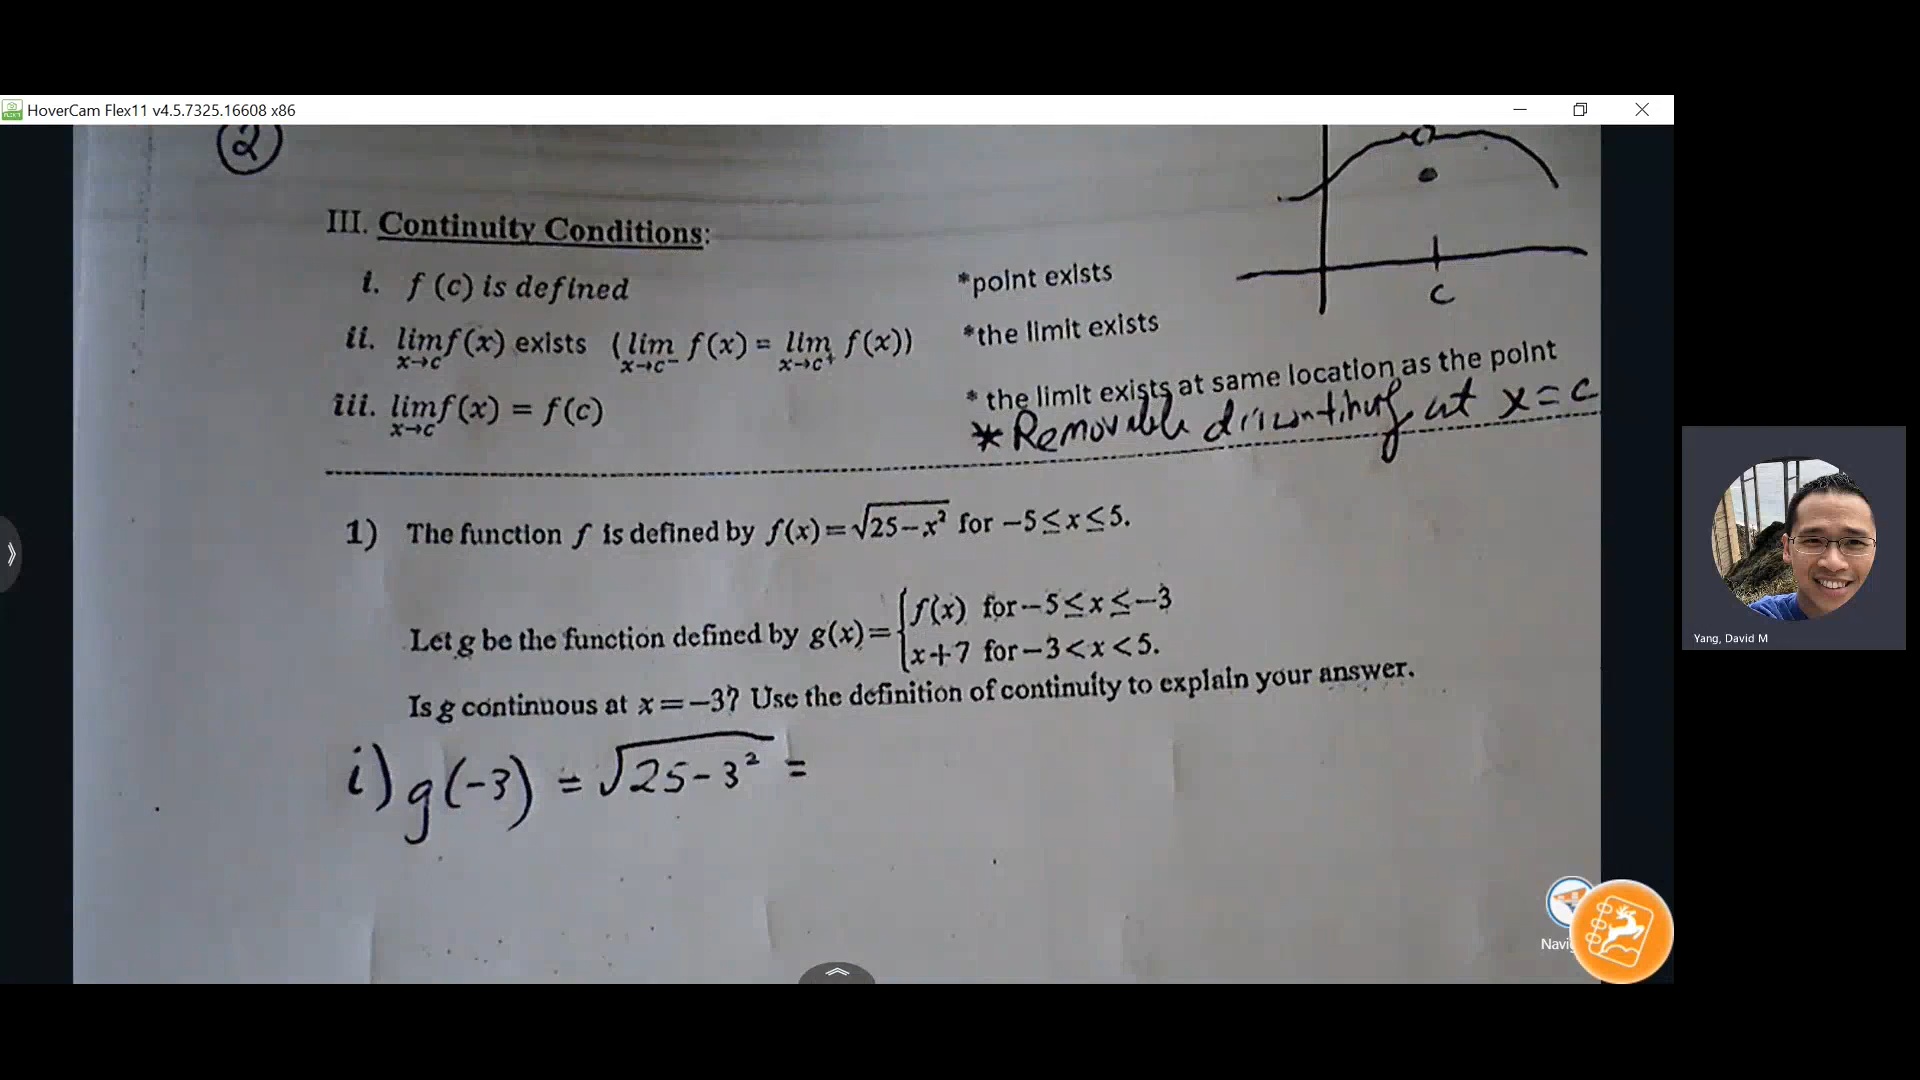 HoverCam Flex11 v4.5.7325.16608 x86
2
III. Continuity Conditions:
i. f (c) is defined *point exists
c
ii. lim f(x) exists (lim f(x) = lim f(x)) *the limit exists
x→c x→c⁻ x→c⁺
iii. lim f(x) = f(c) * the limit exists at same location as the point
x→c
* Removable discontinuity at x = c
1) The function f is defined by f(x)=√25−x² for −5≤x≤5.
Let g be the function defined by g(x)={f(x) for −5≤x≤−3
x+7 for −3<x<5.
Is g continuous at x=−3? Use the definition of continuity to explain your answer.
i) g(-3) = √25-3² =
Yang, David M